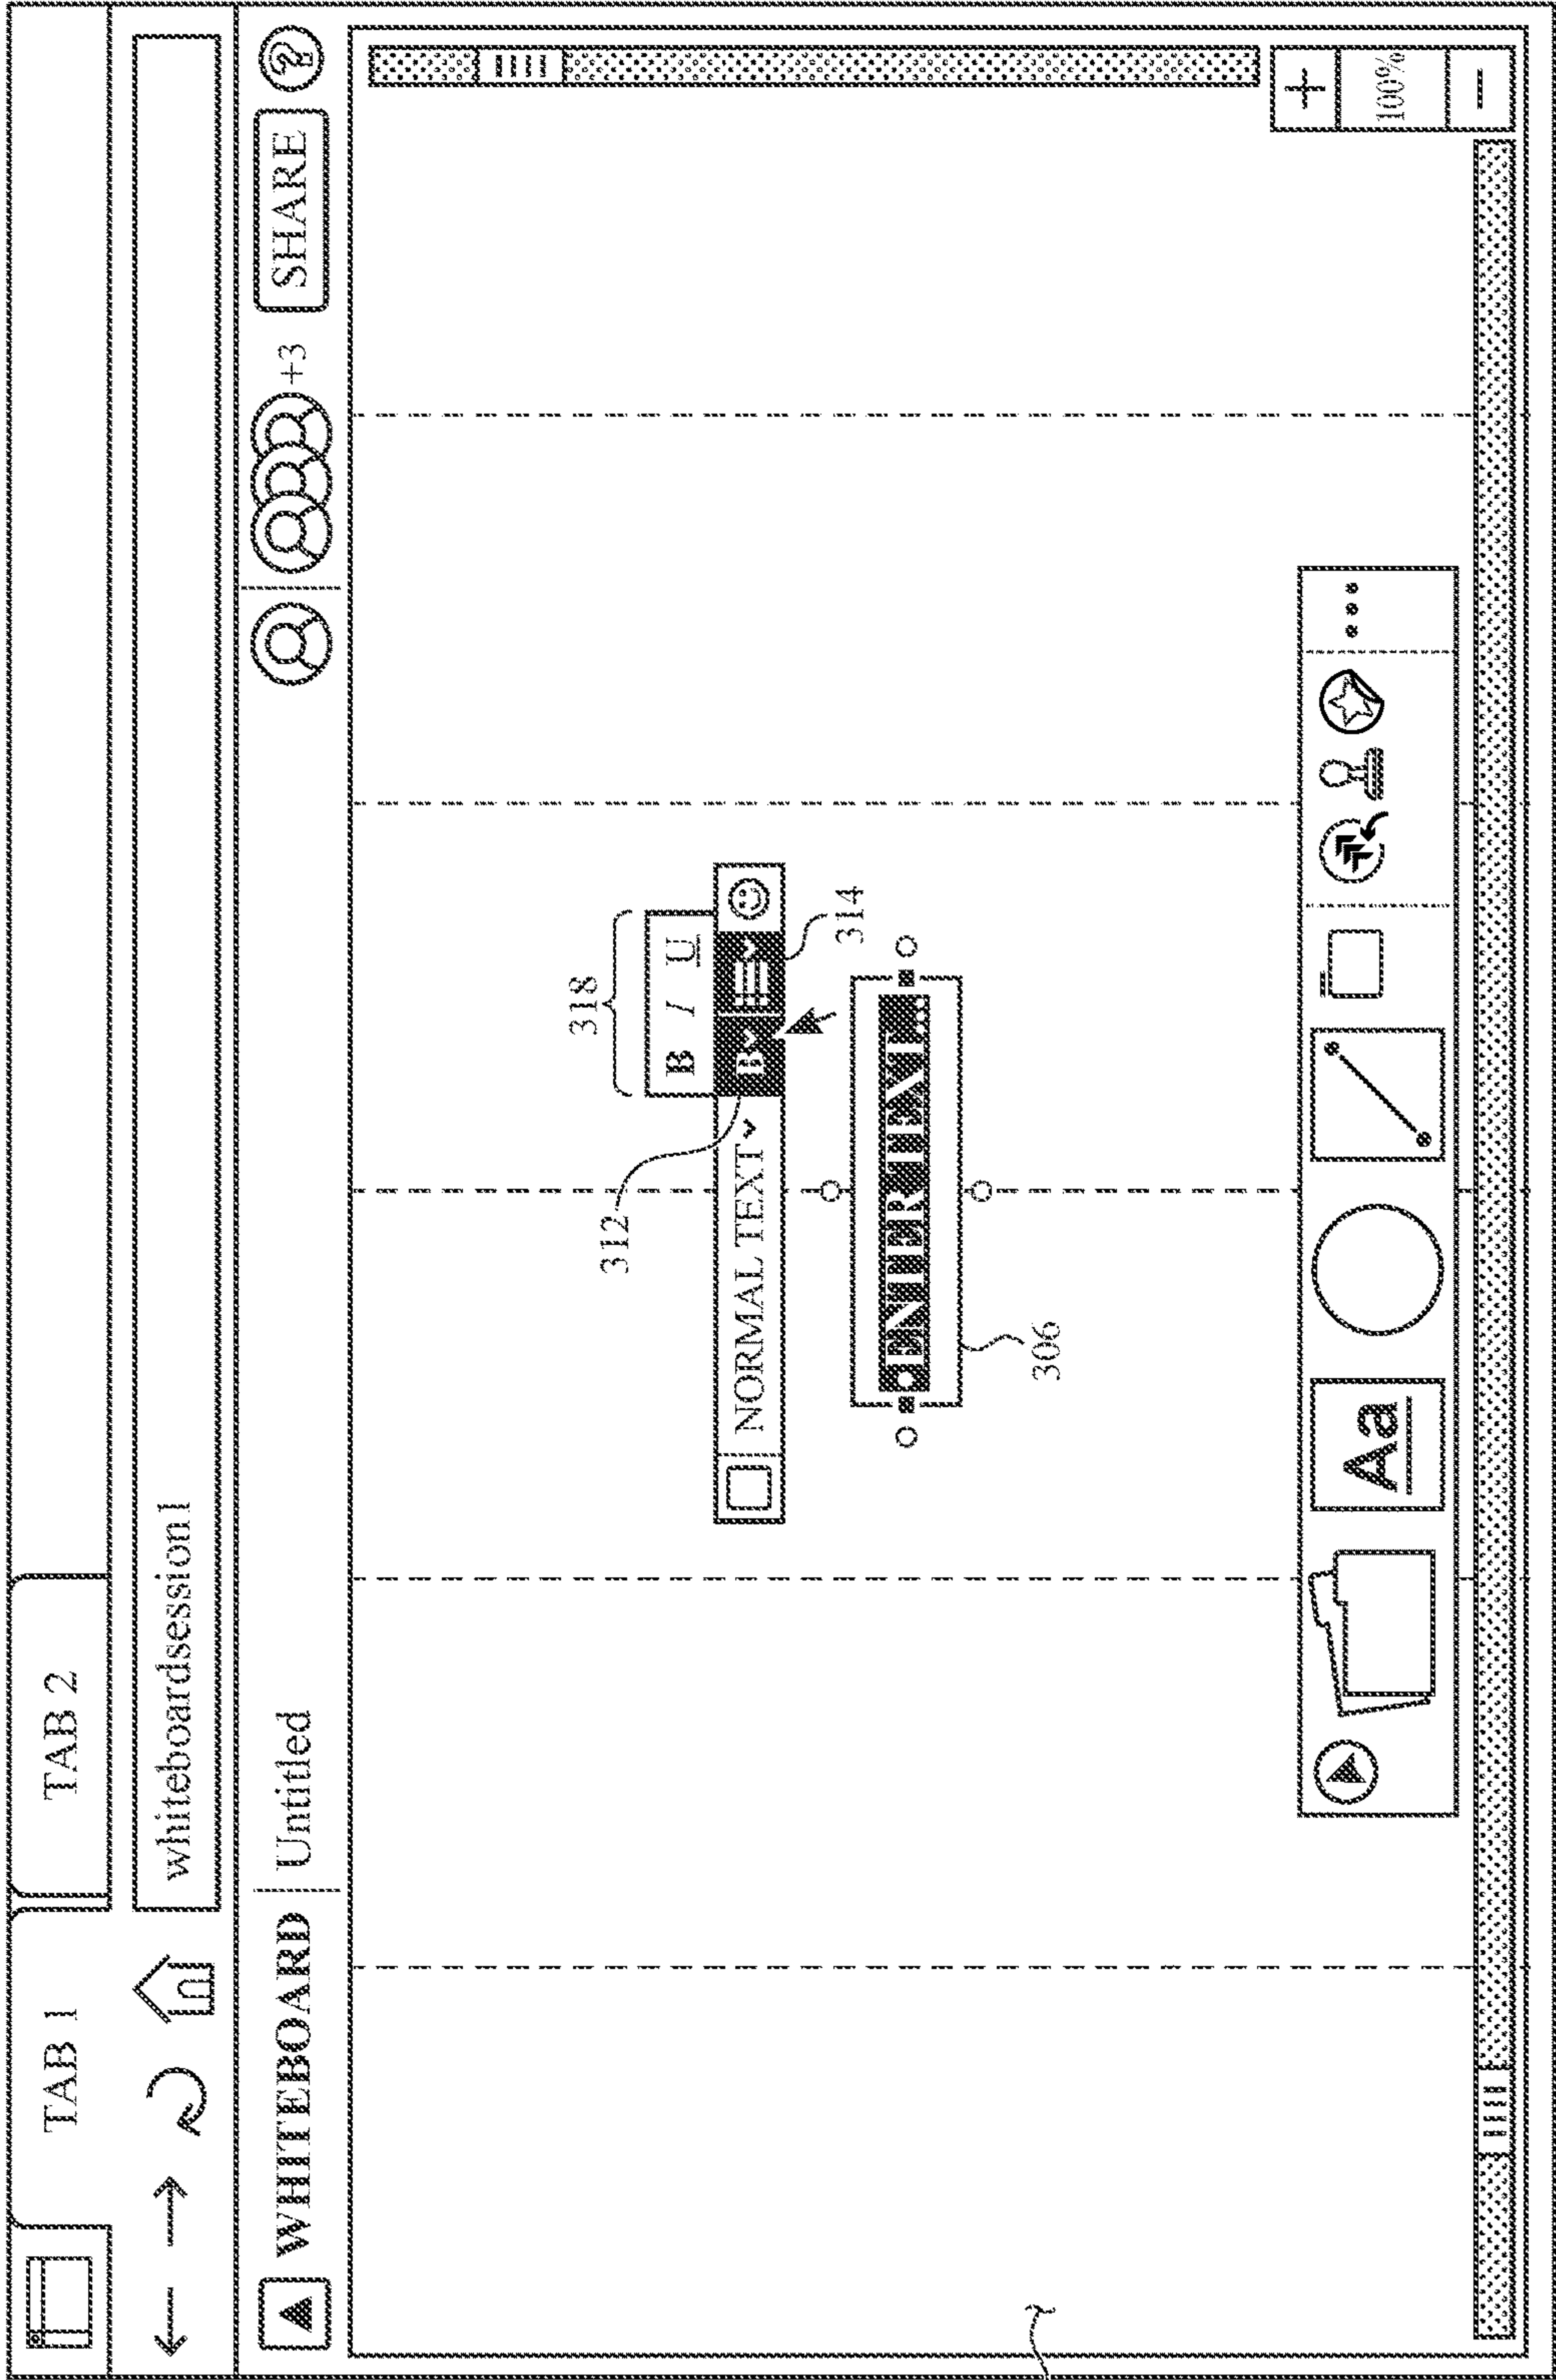 TAB 1
TAB 2
whiteboardsession1
WHITEBOARD
Untitled
+3
SHARE
?
318
B I U
312
NORMAL TEXT
B
314
ENTER TEXT...
306
Aa
+
100%
−